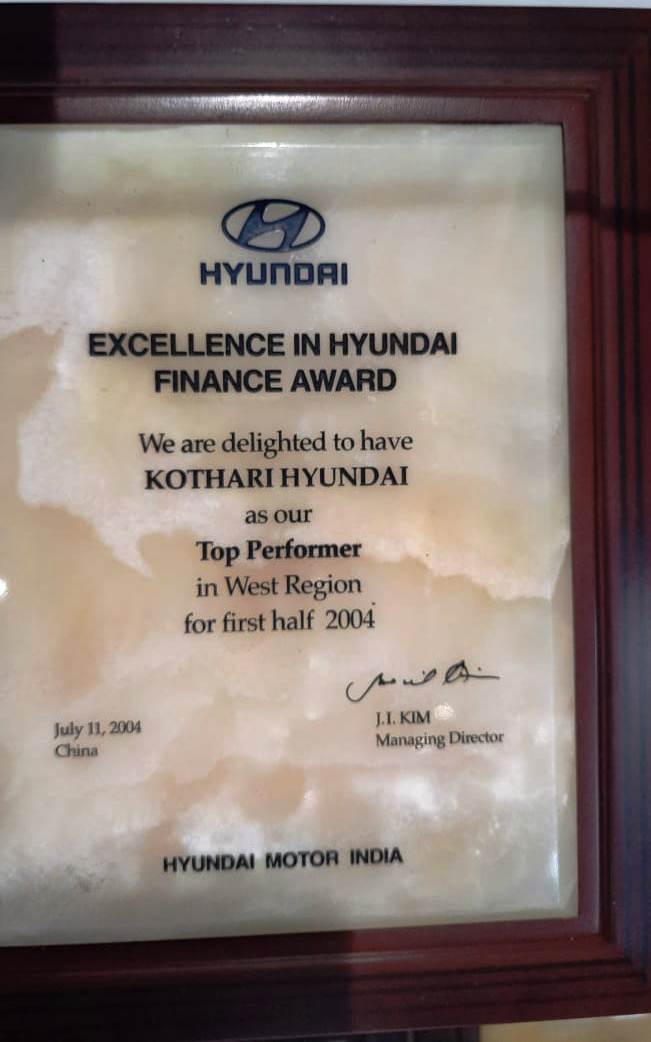 HYUNDAI
EXCELLENCE IN HYUNDAI
FINANCE AWARD
We are delighted to have
KOTHARI HYUNDAI
as our
Top Performer
in West Region
for first half 2004
J.I. KIM
Managing Director
July 11, 2004
China
HYUNDAI MOTOR INDIA